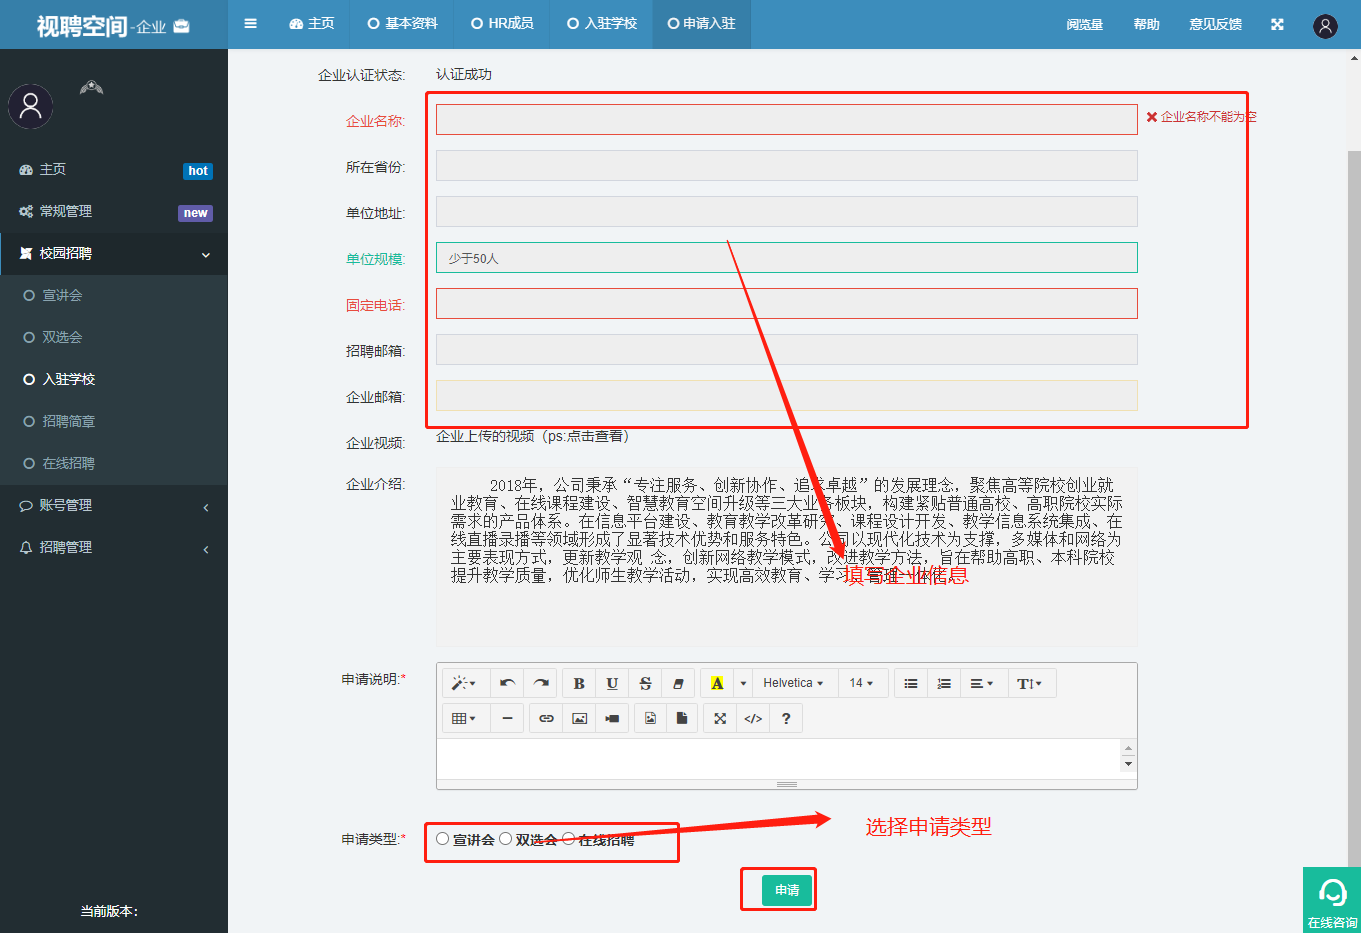 视聘空间-企业
主页
基本资料
HR成员
入驻学校
申请入驻
阅览量
帮助
意见反馈
主页 hot
常规管理 new
校园招聘
宣讲会
双选会
入驻学校
招聘简章
在线招聘
账号管理
招聘管理
当前版本:
企业认证状态: 认证成功
企业名称: 企业名称不能为空
所在省份:
单位地址:
单位规模: 少于50人
固定电话:
招聘邮箱:
企业邮箱:
企业视频: 企业上传的视频（ps:点击查看）
企业介绍:
2018年，公司秉承“专注服务、创新协作、追求卓越”的发展理念，聚焦高等院校创业就
业教育、在线课程建设、智慧教育空间升级等三大业务板块，构建紧贴普通高校、高职院校实际
需求的产品体系。在信息平台建设、教育教学改革研究、课程设计开发、教学信息系统集成、在
线直播录播等领域形成了显著技术优势和服务特色。公司以现代化技术为支撑，多媒体和网络为
主要表现方式，更新教学观 念，创新网络教学模式，改进教学方法，旨在帮助高职、本科院校
提升教学质量，优化师生教学活动，实现高效教育、学习、管理一体化。
填写企业信息
申请说明:*
B U S A Helvetica 14 T
</> ?
申请类型:* 宣讲会 双选会 在线招聘
选择申请类型
申请
在线咨询